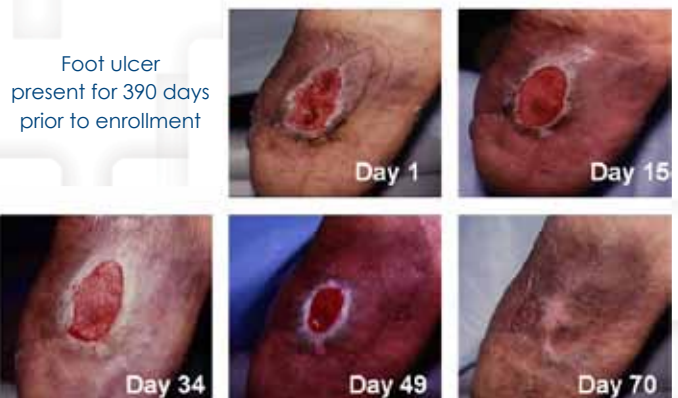 Foot ulcer
present for 390 days
prior to enrollment
Day 1
Day 15
Day 34
Day 49
Day 70